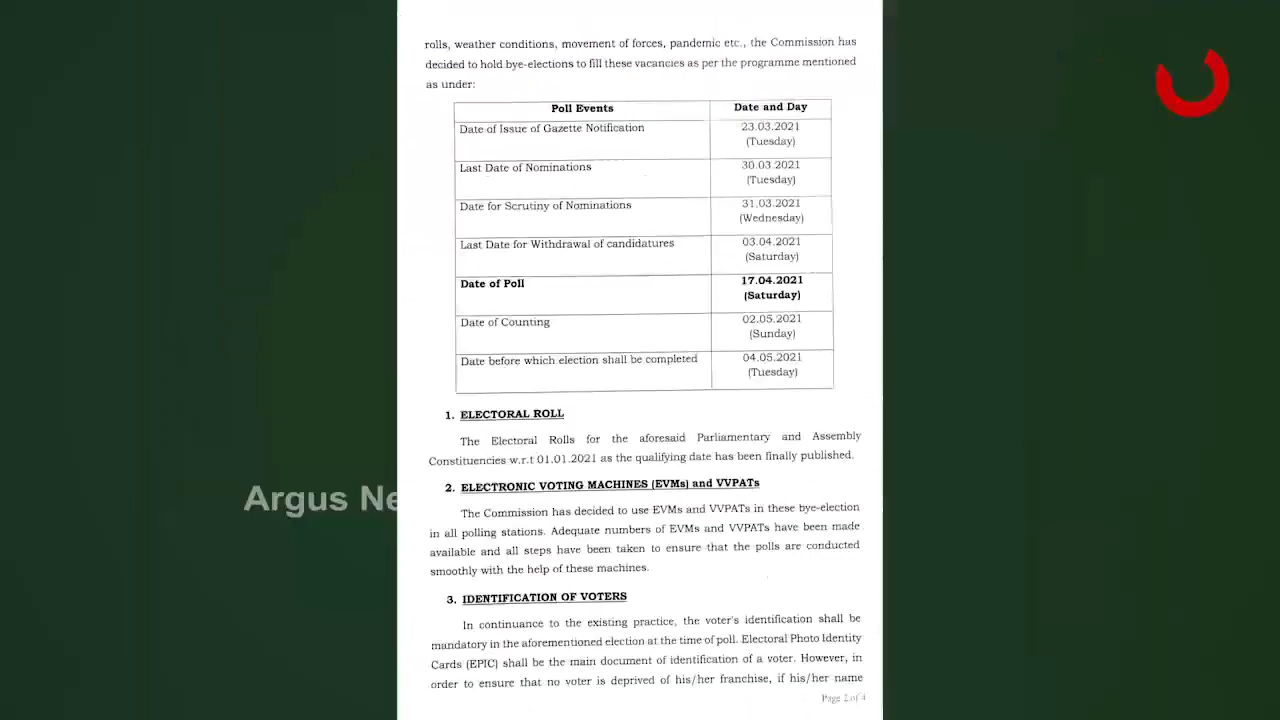 rolls, weather conditions, movement of forces, pandemic etc., the Commission has
decided to hold bye-elections to fill these vacancies as per the programme mentioned
as under:
Poll Events Date and Day
Date of Issue of Gazette Notification 23.03.2021
(Tuesday)
Last Date of Nominations 30.03.2021
(Tuesday)
Date for Scrutiny of Nominations 31.03.2021
(Wednesday)
Last Date for Withdrawal of candidatures 03.04.2021
(Saturday)
Date of Poll 17.04.2021
(Saturday)
Date of Counting 02.05.2021
(Sunday)
Date before which election shall be completed 04.05.2021
(Tuesday)
1. ELECTORAL ROLL
The Electoral Rolls for the aforesaid Parliamentary and Assembly
Constituencies w.r.t 01.01.2021 as the qualifying date has been finally published.
2. ELECTRONIC VOTING MACHINES (EVMs) and VVPATs
The Commission has decided to use EVMs and VVPATs in these bye-election
in all polling stations. Adequate numbers of EVMs and VVPATs have been made
available and all steps have been taken to ensure that the polls are conducted
smoothly with the help of these machines.
3. IDENTIFICATION OF VOTERS
In continuance to the existing practice, the voter's identification shall be
mandatory in the aforementioned election at the time of poll. Electoral Photo Identity
Cards (EPIC) shall be the main document of identification of a voter. However, in
order to ensure that no voter is deprived of his/her franchise, if his/her name
Page 2 of 4
Argus Ne